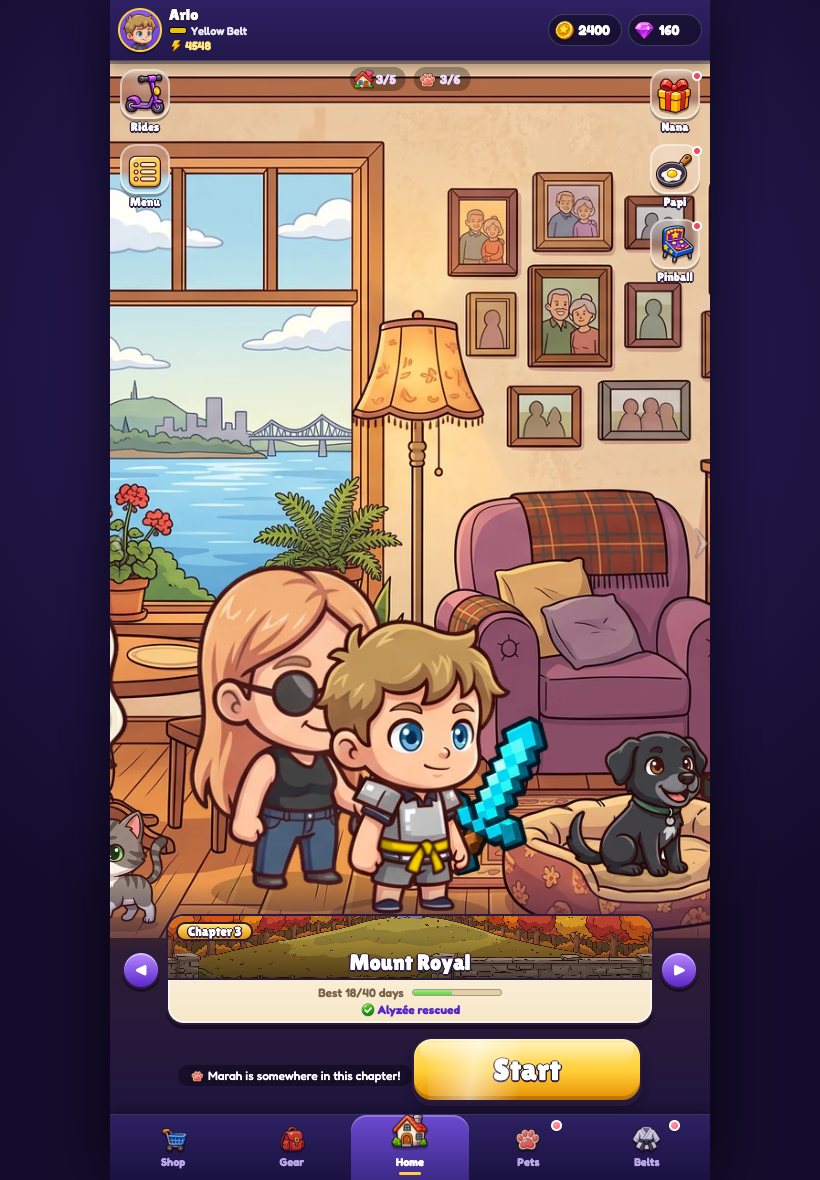 Arlo
Yellow Belt
4548
2400
160
3/5
3/6
Rides
Nana
Menu
Papi
Pinball
Chapter 3
Mount Royal
Best 18/40 days
Alyzée rescued
Marah is somewhere in this chapter!
Start
Shop
Gear
Home
Pets
Belts